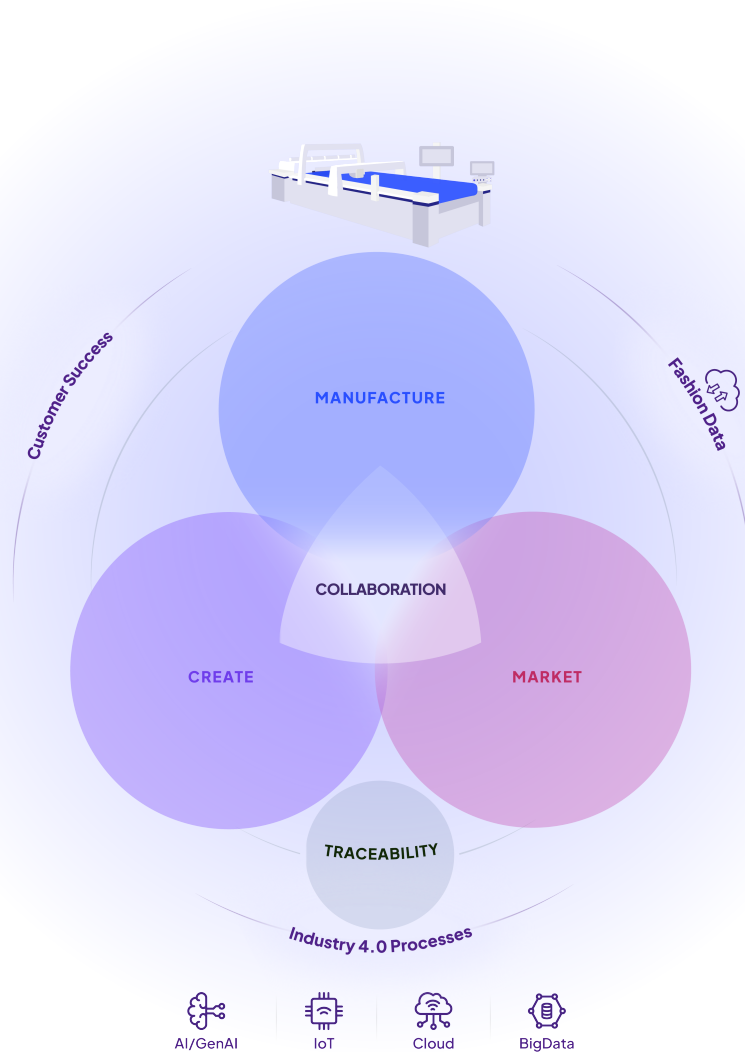 Customer Success
Fashion Data
MANUFACTURE
COLLABORATION
CREATE
MARKET
TRACEABILITY
Industry 4.0 Processes
AI/GenAI
IoT
Cloud
BigData